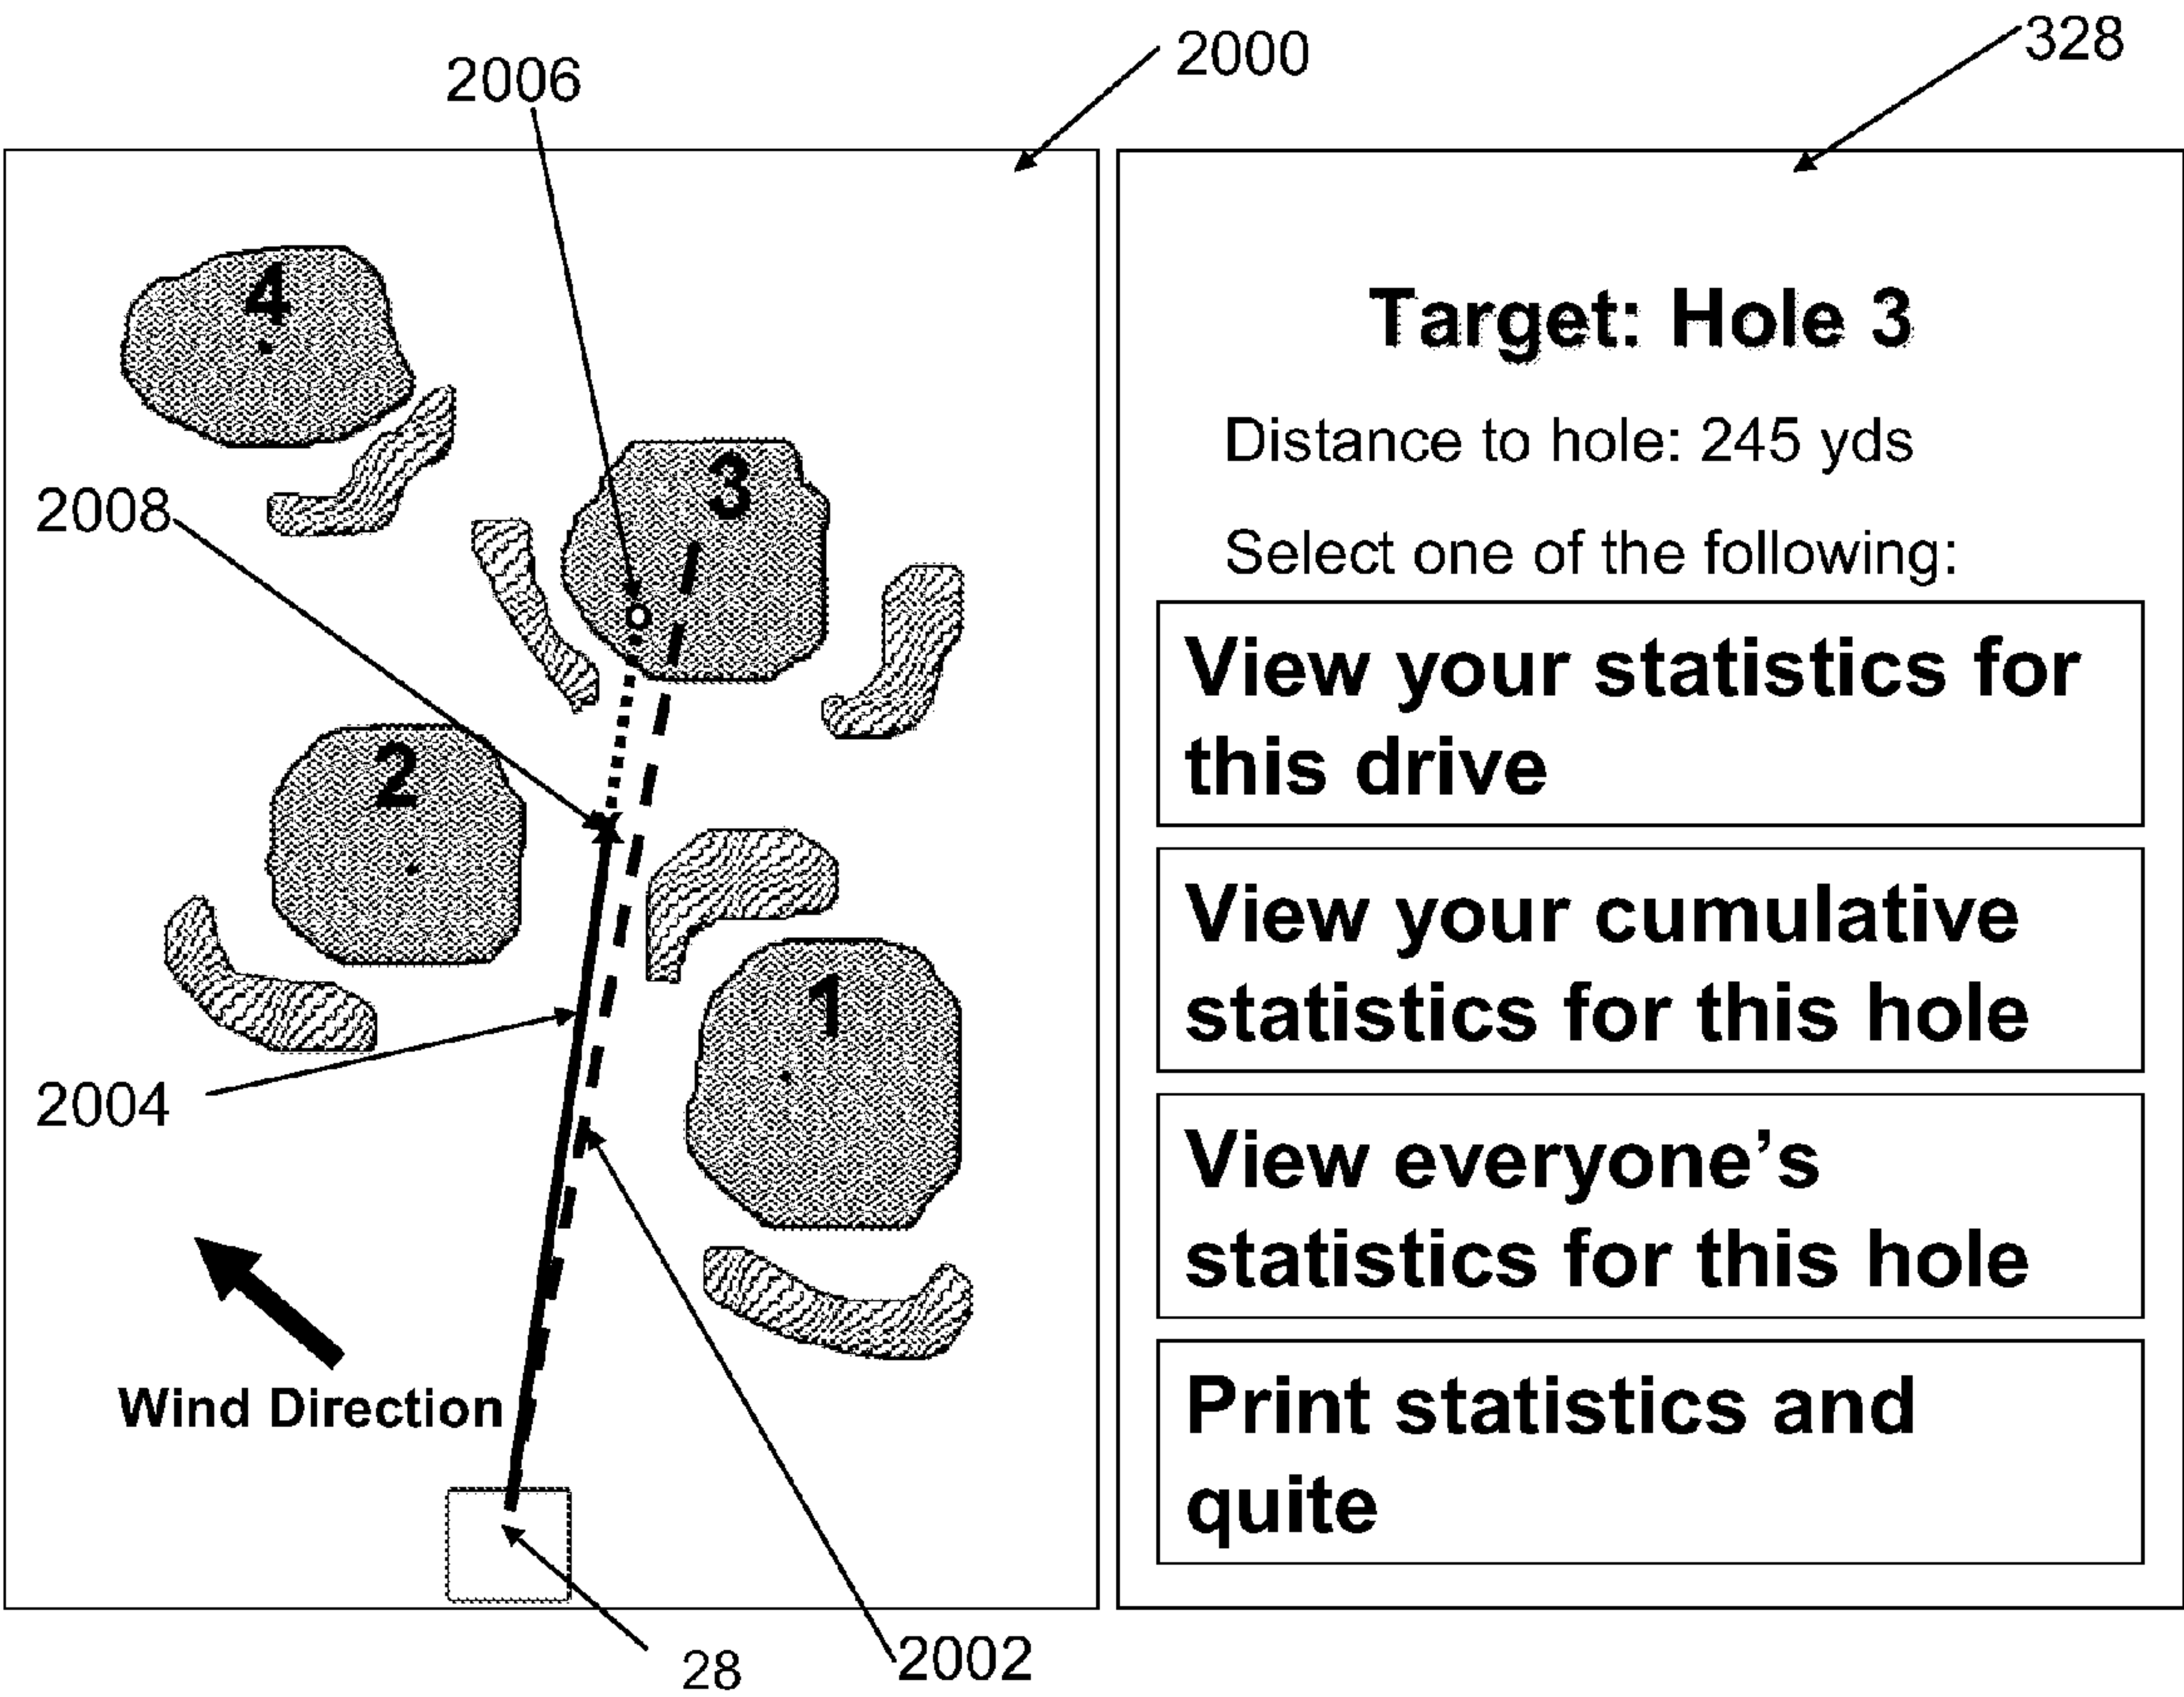 2006
2000
328
4
2008
3
2
1
2004
Wind Direction
28
2002
Target: Hole 3
Distance to hole: 245 yds
Select one of the following:
View your statistics for
this drive
View your cumulative
statistics for this hole
View everyone’s
statistics for this hole
Print statistics and
quite